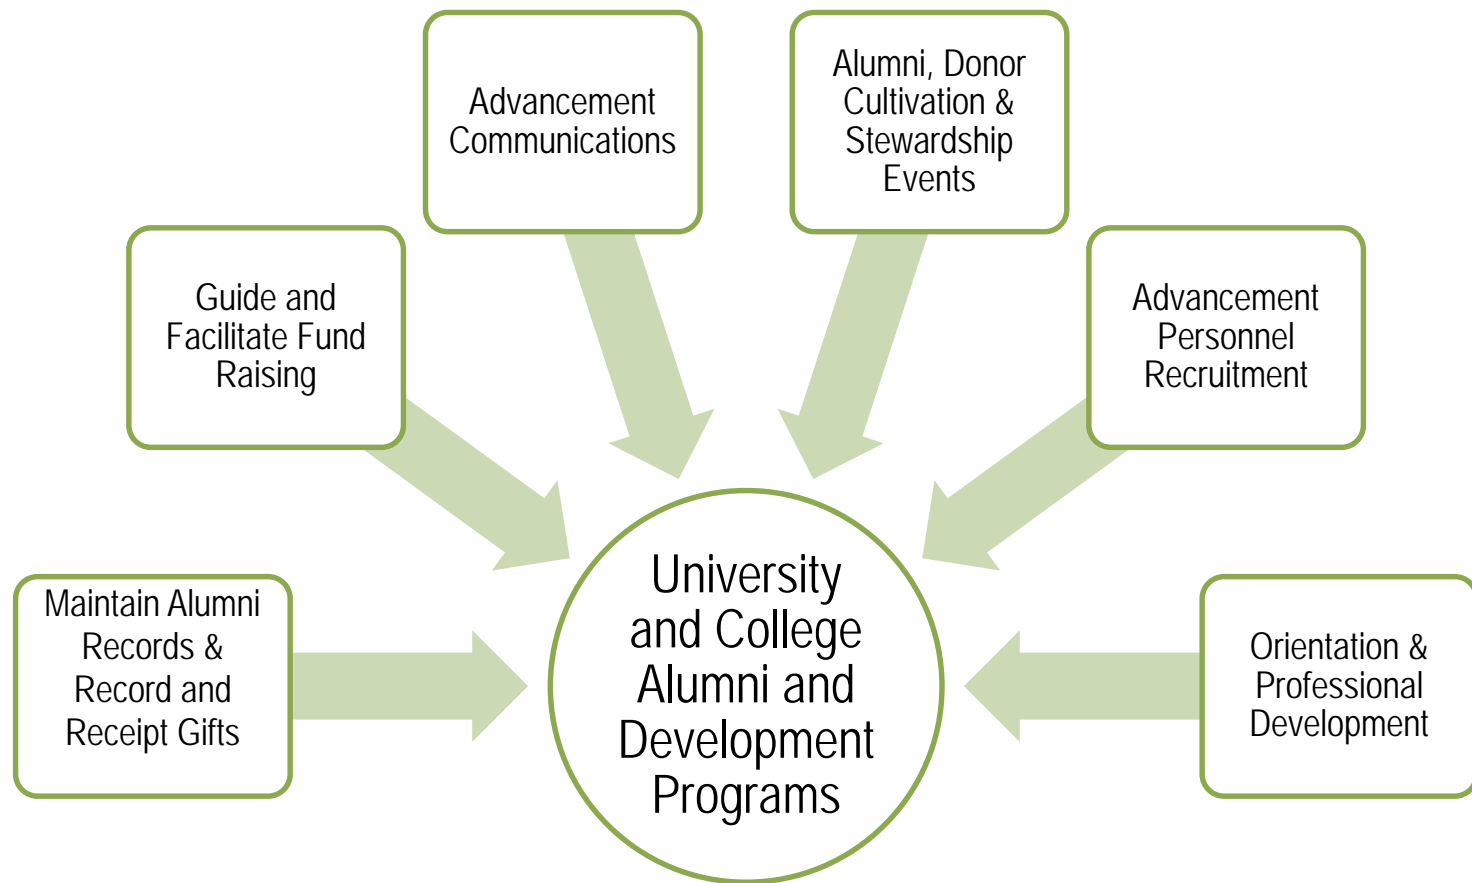 Advancement
Communications
Alumni, Donor
Cultivation &
Stewardship
Events
Guide and
Facilitate Fund
Raising
Advancement
Personnel
Recruitment
Maintain Alumni
Records &
Record and
Receipt Gifts
University
and College
Alumni and
Development
Programs
Orientation &
Professional
Development